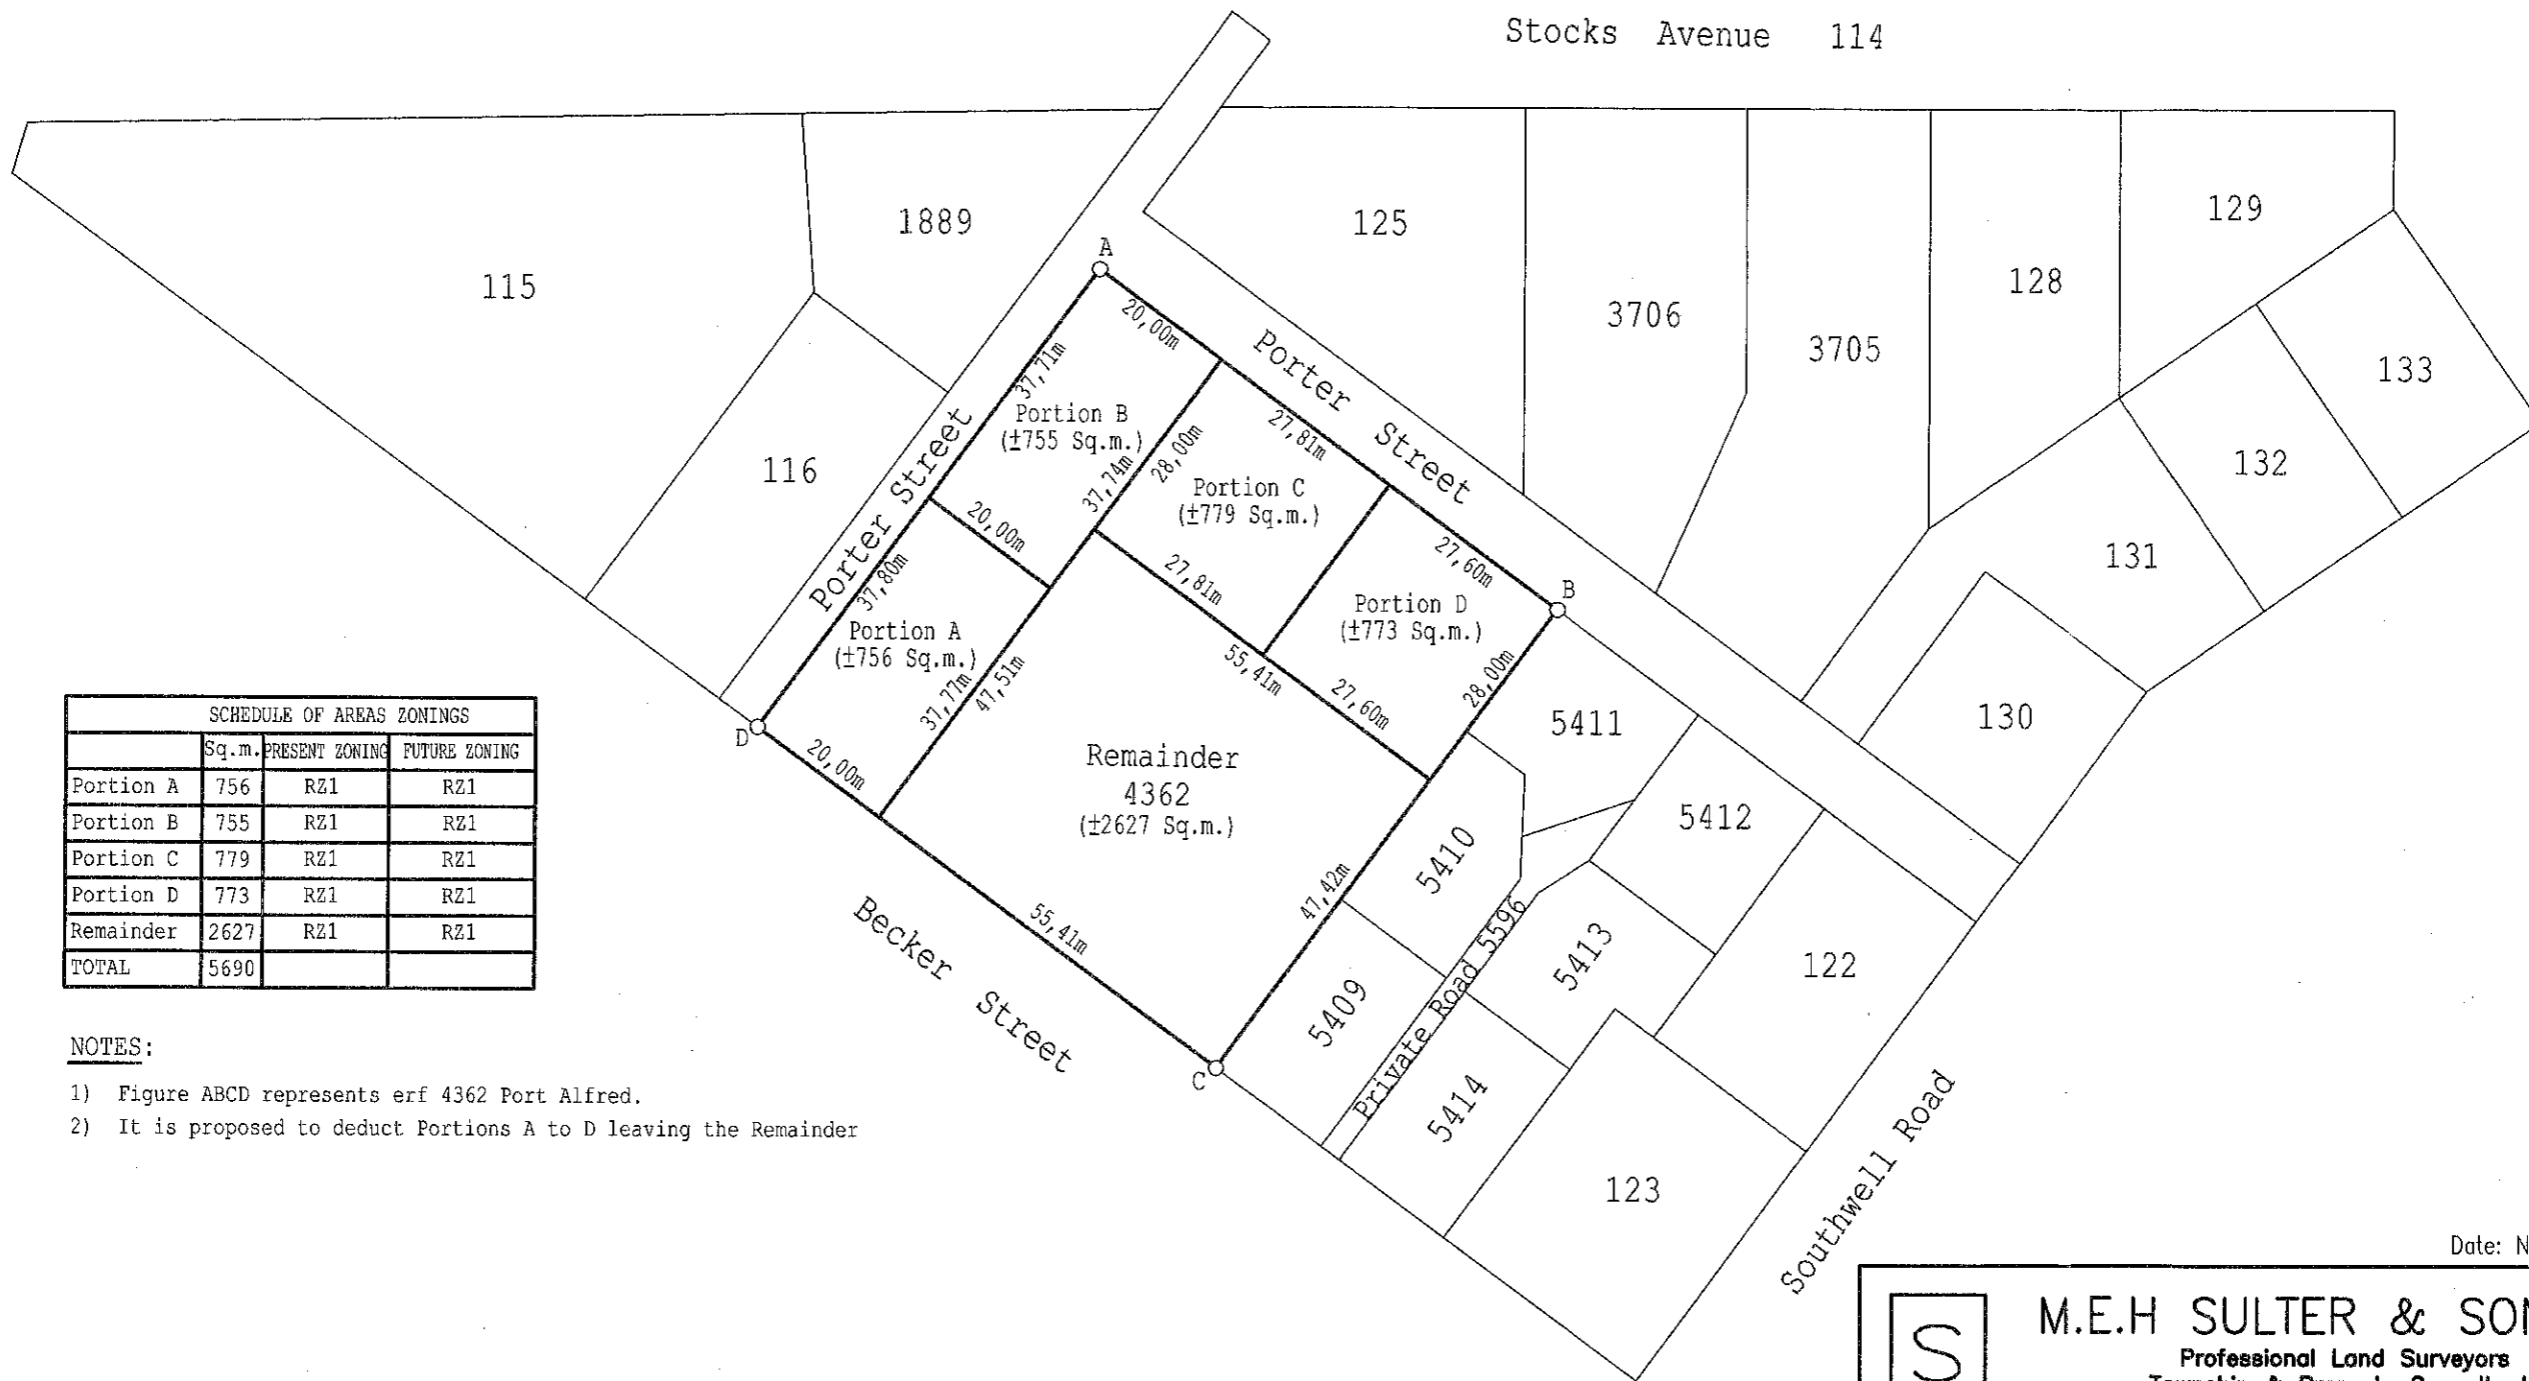 Stocks Avenue 114
115
1889
125
3706
3705
128
129
133
132
131
130
116
A
20,00m
37,71m
Portion B
(±755 Sq.m.)
37,74m
28,00m
Porter Street
27,81m
Portion C
(±779 Sq.m.)
27,60m
B
Porter Street
20,00m
37,80m
27,81m
Portion D
(±773 Sq.m.)
28,00m
Portion A
(±756 Sq.m.)
37,77m
47,51m
55,41m
27,60m
D
20,00m
Remainder
4362
(±2627 Sq.m.)
5411
5412
5410
47,42m
55,41m
Becker Street
C
5409
Private Road 5596
5413
5414
122
123
Southwell Road
SCHEDULE OF AREAS ZONINGS
Sq.m. PRESENT ZONING FUTURE ZONING
Portion A 756 RZ1 RZ1
Portion B 755 RZ1 RZ1
Portion C 779 RZ1 RZ1
Portion D 773 RZ1 RZ1
Remainder 2627 RZ1 RZ1
TOTAL 5690
NOTES:
1) Figure ABCD represents erf 4362 Port Alfred.
2) It is proposed to deduct Portions A to D leaving the Remainder
Date: N
S
M.E.H SULTER & SON
Professional Land Surveyors